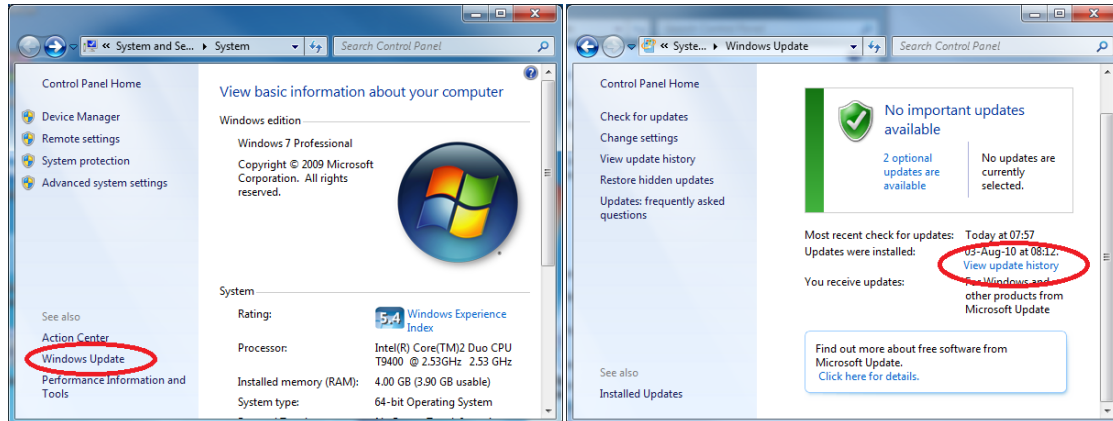 « System and Se... ▸ System
Search Control Panel
Control Panel Home
Device Manager
Remote settings
System protection
Advanced system settings
See also
Action Center
Windows Update
Performance Information and
Tools
View basic information about your computer
Windows edition
Windows 7 Professional
Copyright © 2009 Microsoft
Corporation. All rights
reserved.
System
Rating:
5,4 Windows Experience
Index
Processor: Intel(R) Core(TM)2 Duo CPU
T9400 @ 2.53GHz 2.53 GHz
Installed memory (RAM): 4.00 GB (3.90 GB usable)
System type: 64-bit Operating System
« Syste... ▸ Windows Update
Search Control Panel
Control Panel Home
Check for updates
Change settings
View update history
Restore hidden updates
Updates: frequently asked
questions
See also
Installed Updates
No important updates
available
2 optional
updates are
available
No updates are
currently
selected.
Most recent check for updates: Today at 07:57
Updates were installed: 03-Aug-10 at 08:12.
View update history
You receive updates: For Windows and
other products from
Microsoft Update
Find out more about free software from
Microsoft Update.
Click here for details.